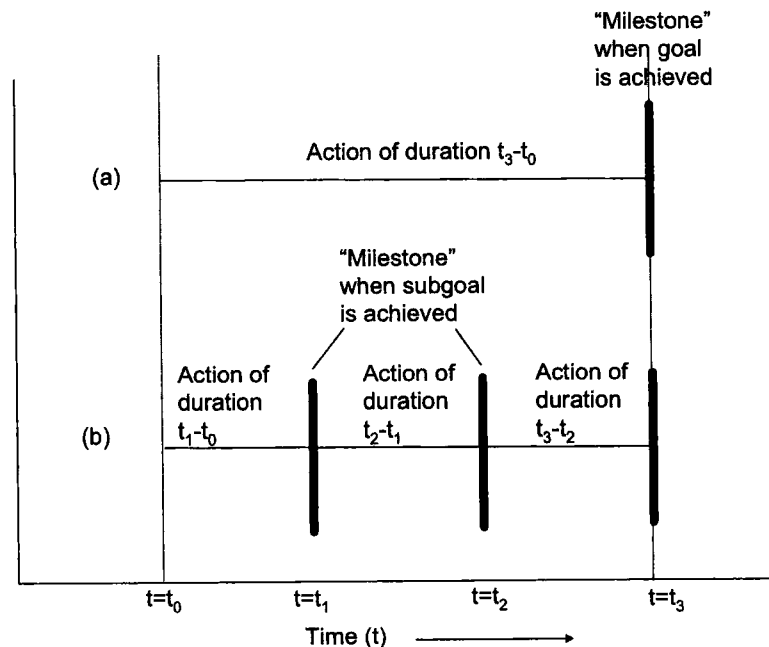 “Milestone”
when goal
is achieved
Action of duration t₃-t₀
(a)
“Milestone”
when subgoal
is achieved
Action of
duration
t₁-t₀
Action of
duration
t₂-t₁
Action of
duration
t₃-t₂
(b)
t=t₀
t=t₁
t=t₂
t=t₃
Time (t)